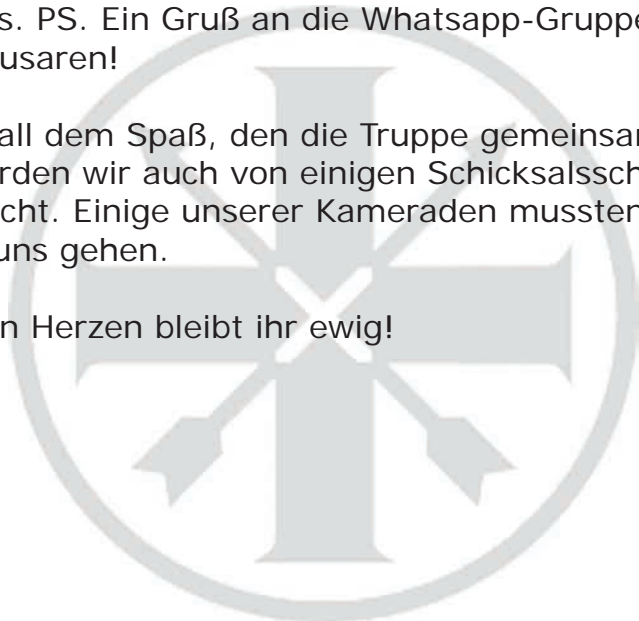 s. PS. Ein Gruß an die Whatsapp-Gruppe
usaren!
all dem Spaß, den die Truppe gemeinsar
rden wir auch von einigen Schicksalssch
cht. Einige unserer Kameraden mussten
uns gehen.
n Herzen bleibt ihr ewig!